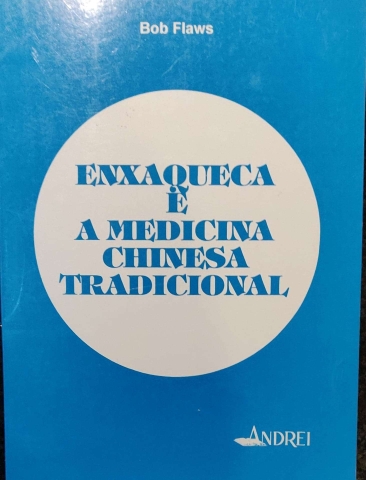 Bob Flaws
ENXAQUECA
E
A MEDICINA
CHINESA
TRADICIONAL
ANDREI